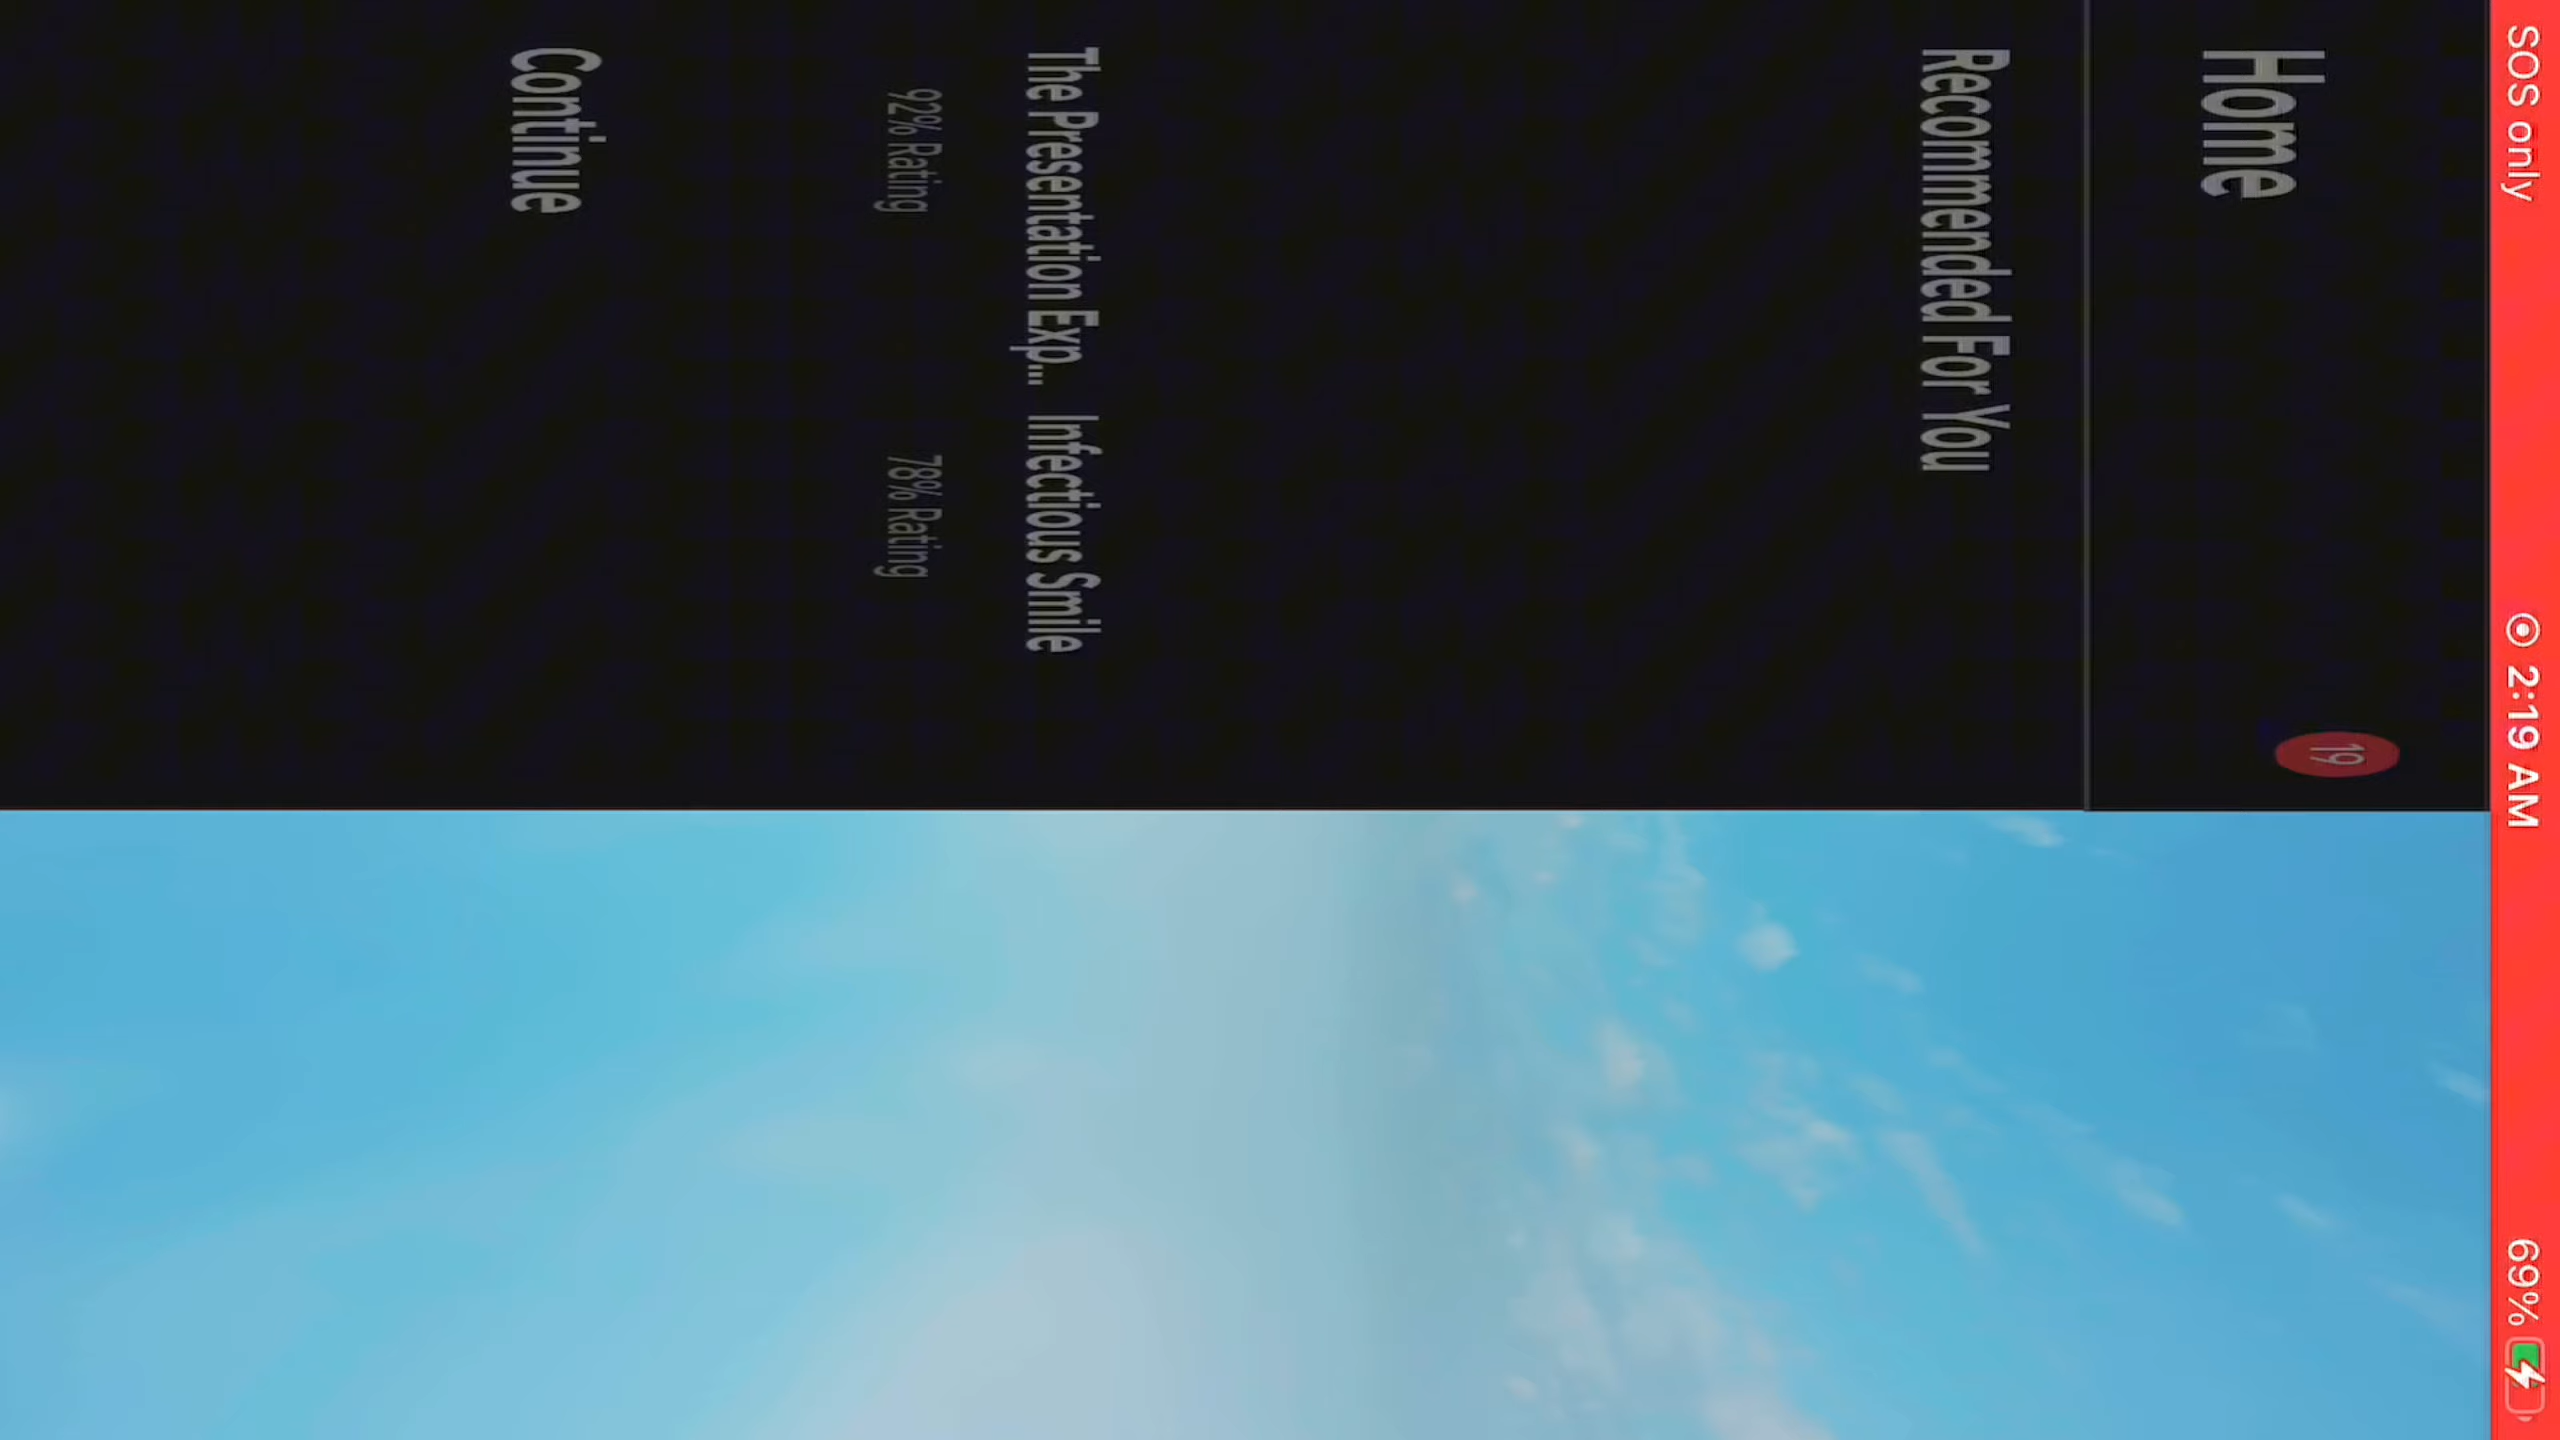 SOS only 2:19 AM 69%
19
Home
Recommended For You
The Presentation Exp... Infectious Smile
92% Rating 78% Rating
Continue